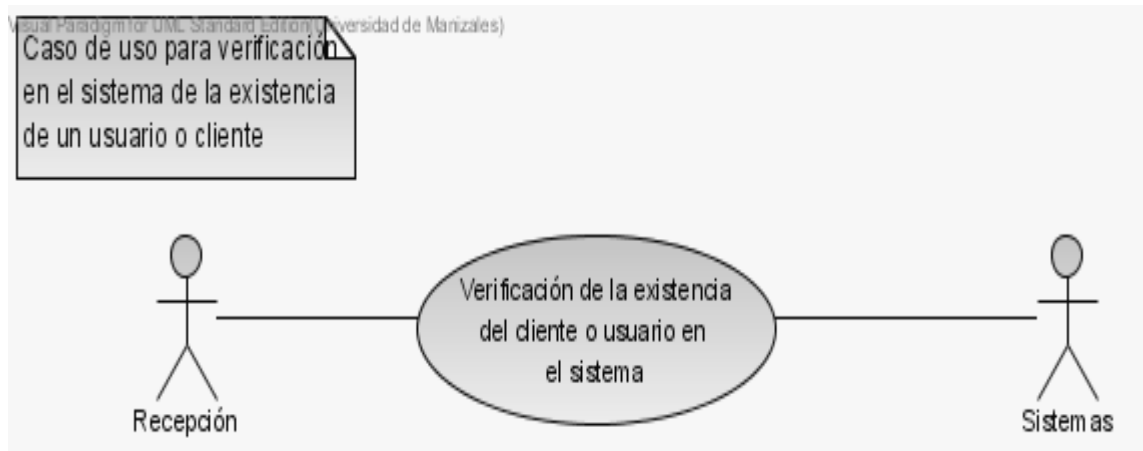 Visual Paradigm for UML Standard Edition(Universidad de Manizales)
Caso de uso para verificación
en el sistema de la existencia
de un usuario o cliente
Verificación de la existencia
del cliente o usuario en
el sistema
Recepción
Sistemas